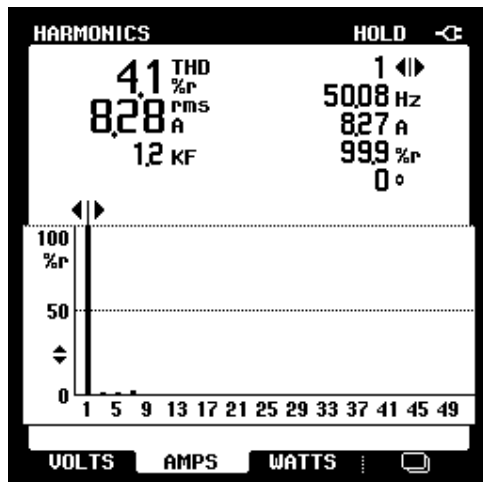 HARMONICS HOLD
4.1 THD %r
8.28 rms A
1.2 KF
1
50.08 Hz
8.27 A
99.9 %r
0 °
100
%r
50
0
1 5 9 13 17 21 25 29 33 37 41 45 49
VOLTS AMPS WATTS